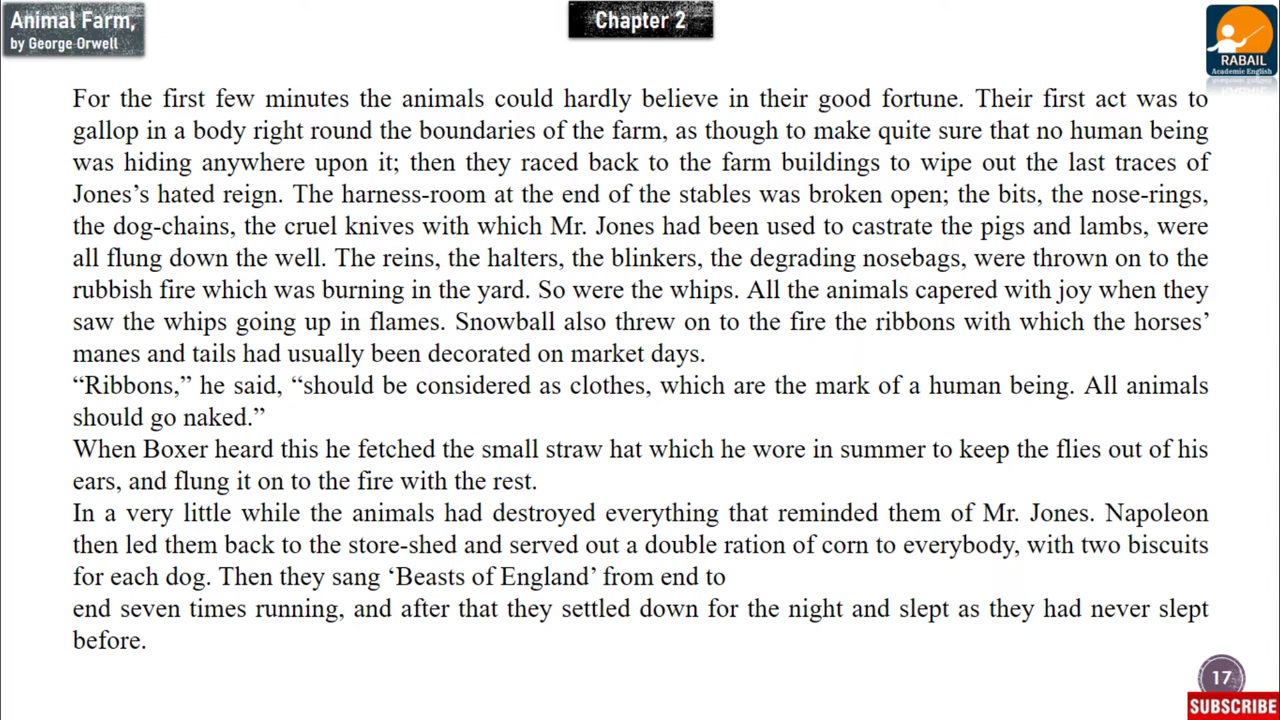 Animal Farm,
by George Orwell
Chapter 2
RABAIL
Academic English
For the first few minutes the animals could hardly believe in their good fortune. Their first act was to
gallop in a body right round the boundaries of the farm, as though to make quite sure that no human being
was hiding anywhere upon it; then they raced back to the farm buildings to wipe out the last traces of
Jones’s hated reign. The harness-room at the end of the stables was broken open; the bits, the nose-rings,
the dog-chains, the cruel knives with which Mr. Jones had been used to castrate the pigs and lambs, were
all flung down the well. The reins, the halters, the blinkers, the degrading nosebags, were thrown on to the
rubbish fire which was burning in the yard. So were the whips. All the animals capered with joy when they
saw the whips going up in flames. Snowball also threw on to the fire the ribbons with which the horses’
manes and tails had usually been decorated on market days.
“Ribbons,” he said, “should be considered as clothes, which are the mark of a human being. All animals
should go naked.”
When Boxer heard this he fetched the small straw hat which he wore in summer to keep the flies out of his
ears, and flung it on to the fire with the rest.
In a very little while the animals had destroyed everything that reminded them of Mr. Jones. Napoleon
then led them back to the store-shed and served out a double ration of corn to everybody, with two biscuits
for each dog. Then they sang ‘Beasts of England’ from end to
end seven times running, and after that they settled down for the night and slept as they had never slept
before.
17
SUBSCRIBE